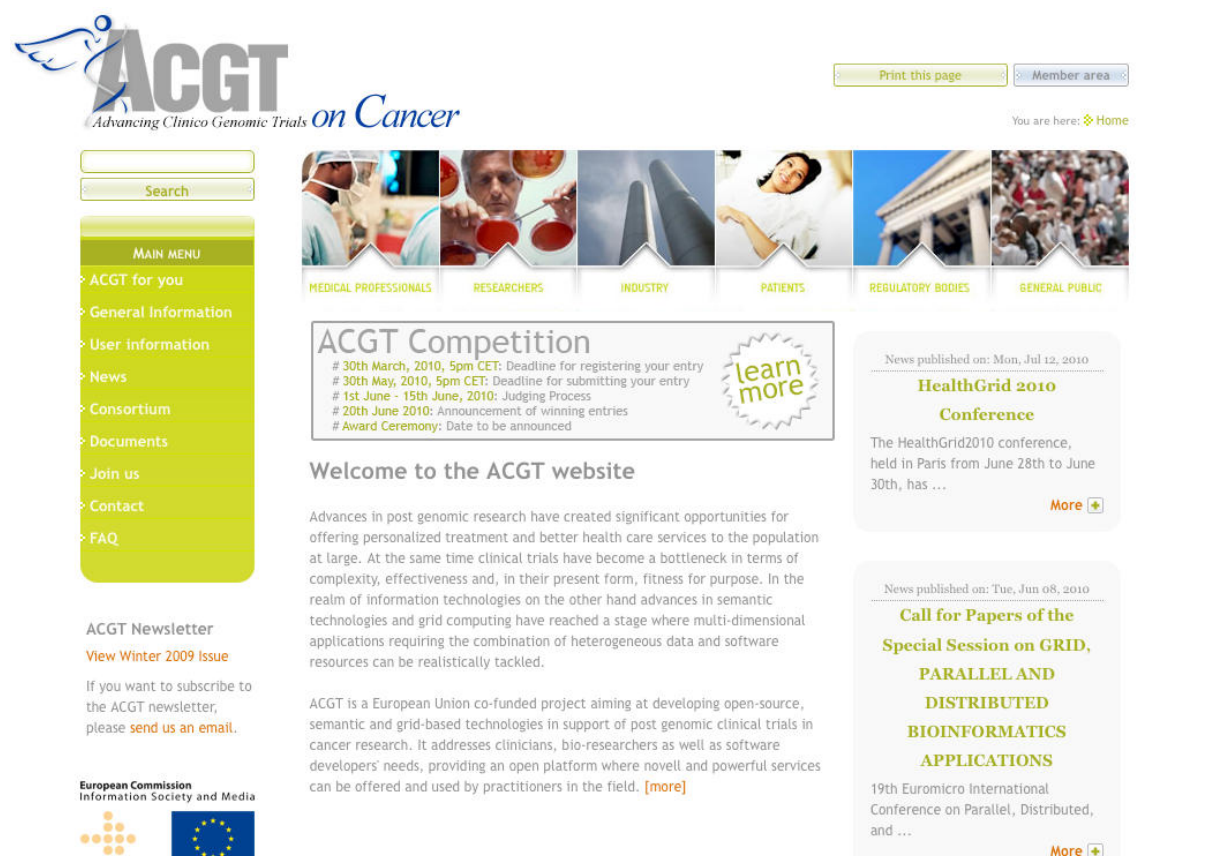 ACGT
Advancing Clinico Genomic Trials on Cancer
Print this page
Member area
You are here: Home
Search
MAIN MENU
ACGT for you
General Information
User information
News
Consortium
Documents
Join us
Contact
FAQ
ACGT Newsletter
View Winter 2009 Issue
If you want to subscribe to
the ACGT newsletter,
please send us an email.
European Commission
Information Society and Media
MEDICAL PROFESSIONALS
RESEARCHERS
INDUSTRY
PATIENTS
REGULATORY BODIES
GENERAL PUBLIC
ACGT Competition
# 30th March, 2010, 5pm CET: Deadline for registering your entry
# 30th May, 2010, 5pm CET: Deadline for submitting your entry
# 1st June - 15th June, 2010: Judging Process
# 20th June 2010: Announcement of winning entries
# Award Ceremony: Date to be announced
learn
more
Welcome to the ACGT website
Advances in post genomic research have created significant opportunities for
offering personalized treatment and better health care services to the population
at large. At the same time clinical trials have become a bottleneck in terms of
complexity, effectiveness and, in their present form, fitness for purpose. In the
realm of information technologies on the other hand advances in semantic
technologies and grid computing have reached a stage where multi-dimensional
applications requiring the combination of heterogeneous data and software
resources can be realistically tackled.
ACGT is a European Union co-funded project aiming at developing open-source,
semantic and grid-based technologies in support of post genomic clinical trials in
cancer research. It addresses clinicians, bio-researchers as well as software
developers' needs, providing an open platform where novell and powerful services
can be offered and used by practitioners in the field. [more]
News published on: Mon, Jul 12, 2010
HealthGrid 2010
Conference
The HealthGrid2010 conference,
held in Paris from June 28th to June
30th, has ...
More
News published on: Tue, Jun 08, 2010
Call for Papers of the
Special Session on GRID,
PARALLEL AND
DISTRIBUTED
BIOINFORMATICS
APPLICATIONS
19th Euromicro International
Conference on Parallel, Distributed,
and ...
More